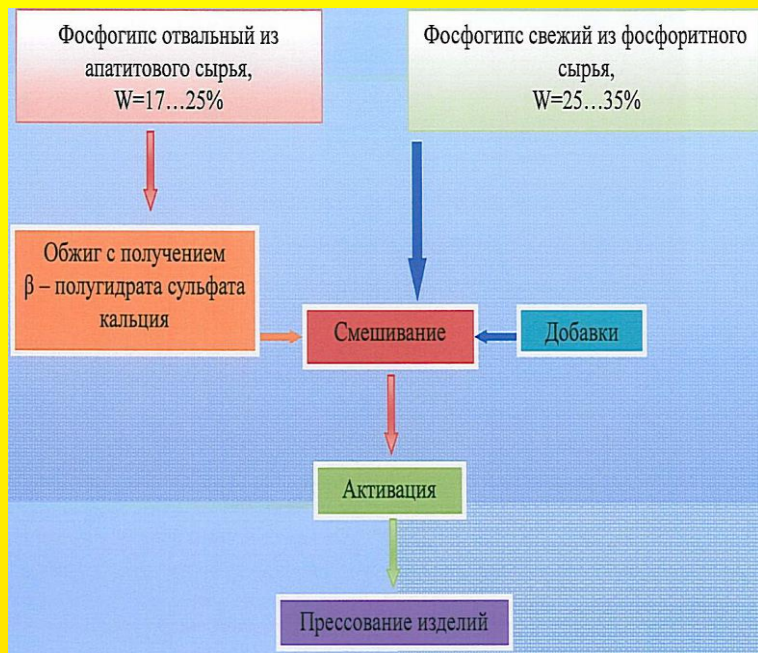 Фосфогипс отвальный из
апатитового сырья,
W=17...25%
Фосфогипс свежий из фосфоритного
сырья,
W=25...35%
Обжиг с получением
β – полугидрата сульфата
кальция
Смешивание
Добавки
Активация
Прессование изделий